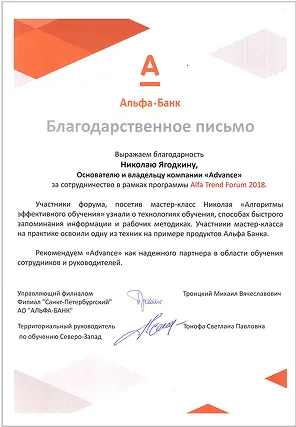 Альфа·Банк
Благодарственное письмо
Выражаем благодарность
Николаю Ягодкину,
Основателю и владельцу компании «Advance»
за сотрудничество в рамках программы Alfa Trend Forum 2018.
Участники форума, посетив мастер-класс Николая «Алгоритмы
эффективного обучения» узнали о технологиях обучения, способах быстрого
запоминания информации и рабочих методиках. Участники мастер-класса
на практике освоили одну из техник на примере продуктов Альфа Банка.
Рекомендуем «Advance» как надежного партнера в области обучения
сотрудников и руководителей.
Управляющий филиалом
Филиал "Санкт-Петербургский"
АО "АЛЬФА-БАНК"
Троицкий Михаил Вячеславович
Территориальный руководитель
по обучению Северо-Запад
Тонофа Светлана Павловна